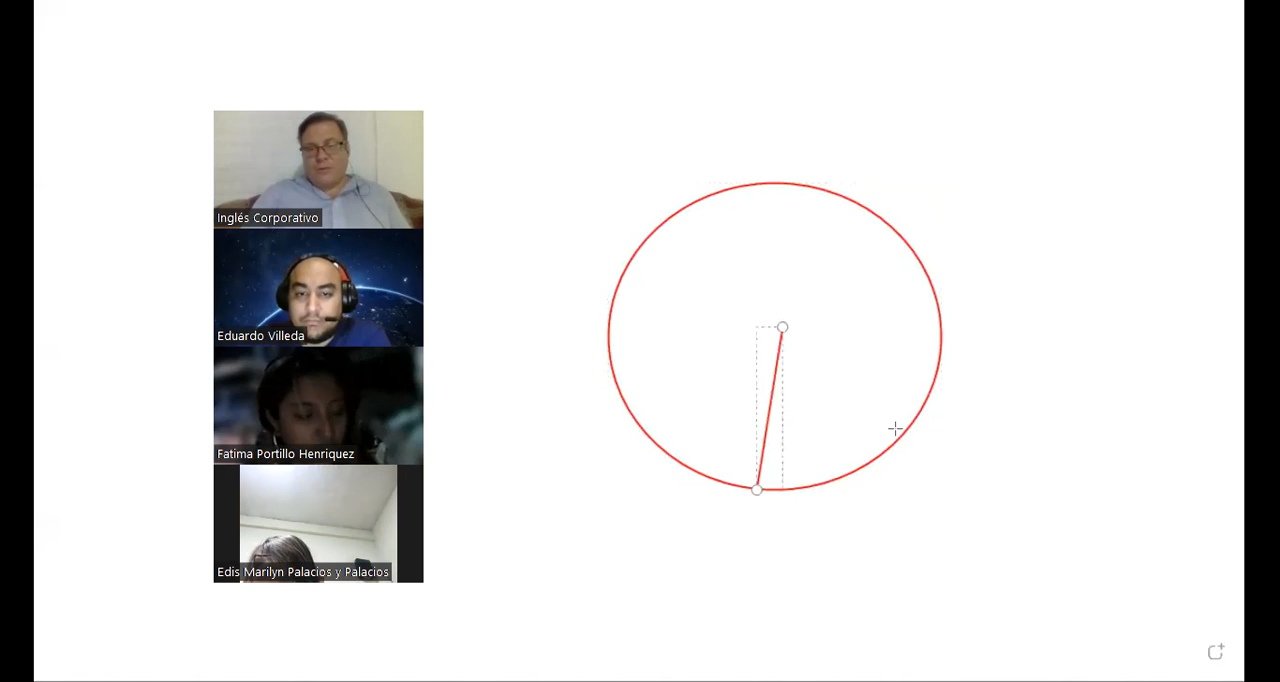 Inglés Corporativo
Eduardo Villeda
Fatima Portillo Henriquez
Edis Marilyn Palacios y Palacios